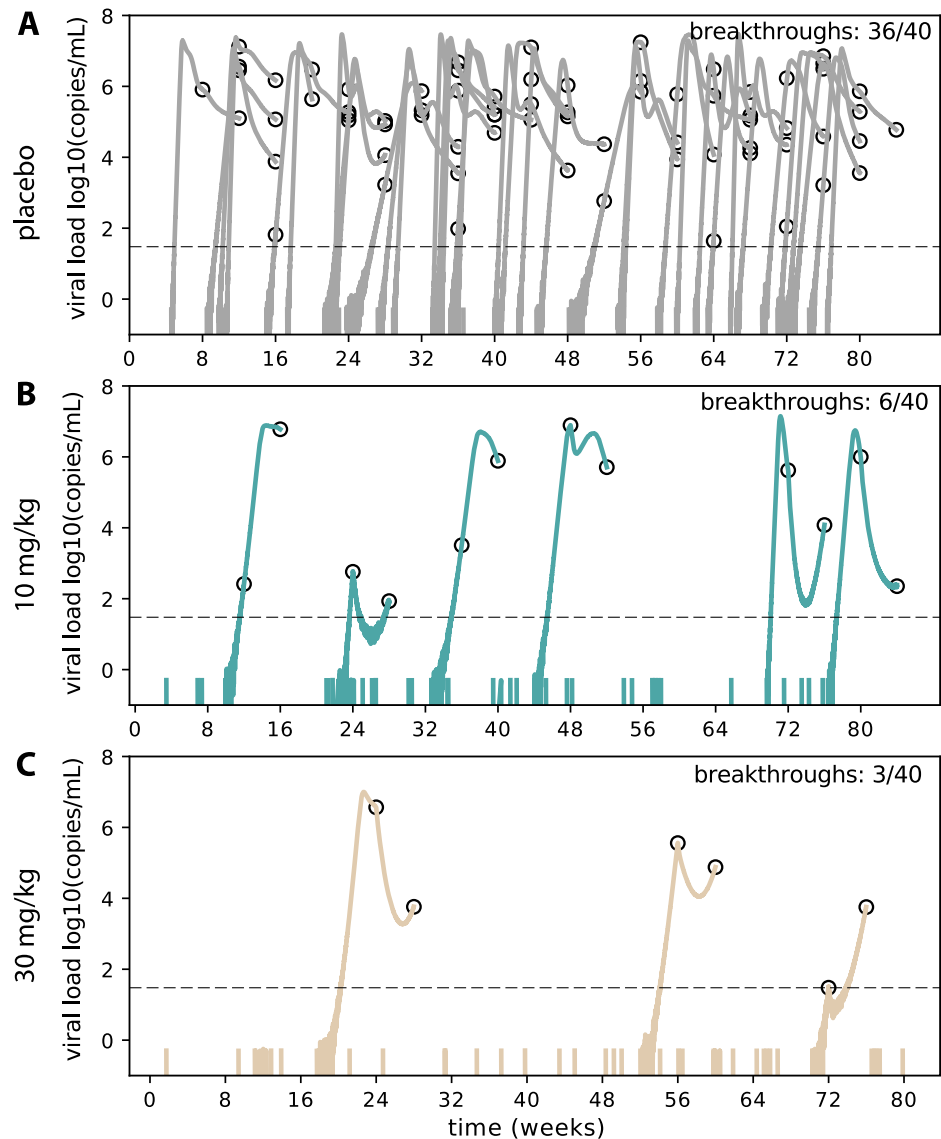 A
placebo
viral load log10(copies/mL)
8
6
4
2
0
breakthroughs: 36/40
0 8 16 24 32 40 48 56 64 72 80
B
10 mg/kg
viral load log10(copies/mL)
8
6
4
2
0
breakthroughs: 6/40
0 8 16 24 32 40 48 56 64 72 80
C
30 mg/kg
viral load log10(copies/mL)
8
6
4
2
0
breakthroughs: 3/40
0 8 16 24 32 40 48 56 64 72 80
time (weeks)